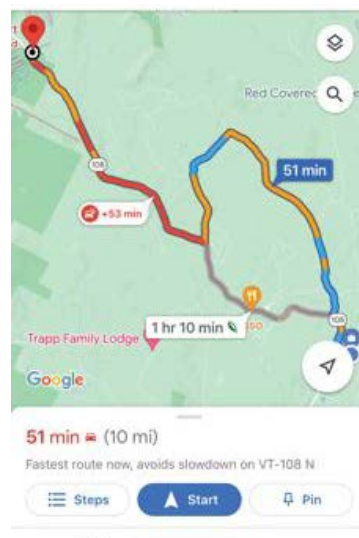 Red Covere
108
51 min
+53 min
1 hr 10 min
108
Trapp Family Lodge
Google
51 min (10 mi)
Fastest route now, avoids slowdown on VT-108 N
Steps
Start
Pin